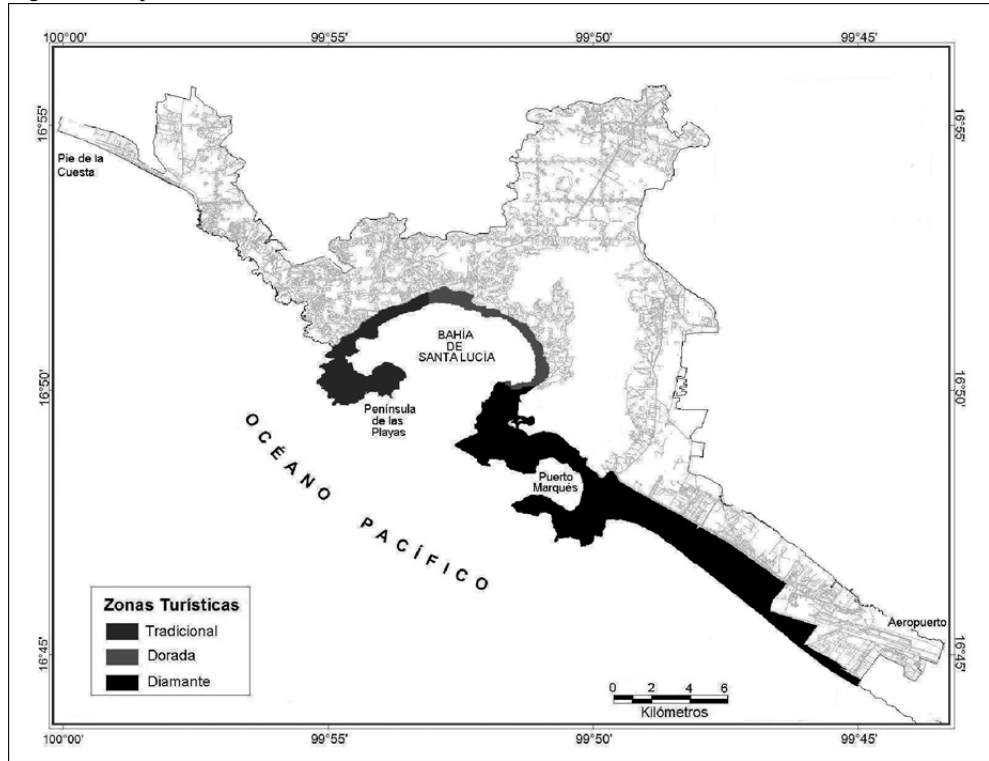 100°00'
99°55'
99°50'
99°45'
16°55'
16°55'
Pie de la
Cuesta
BAHÍA
DE
SANTA LUCÍA
16°50'
16°50'
Península
de las
Playas
OCÉANO PACÍFICO
Puerto
Marqués
Zonas Turísticas
Tradicional
Dorada
Diamante
Aeropuerto
16°45'
16°45'
0 2 4 6
Kilómetros
100°00'
99°55'
99°50'
99°45'